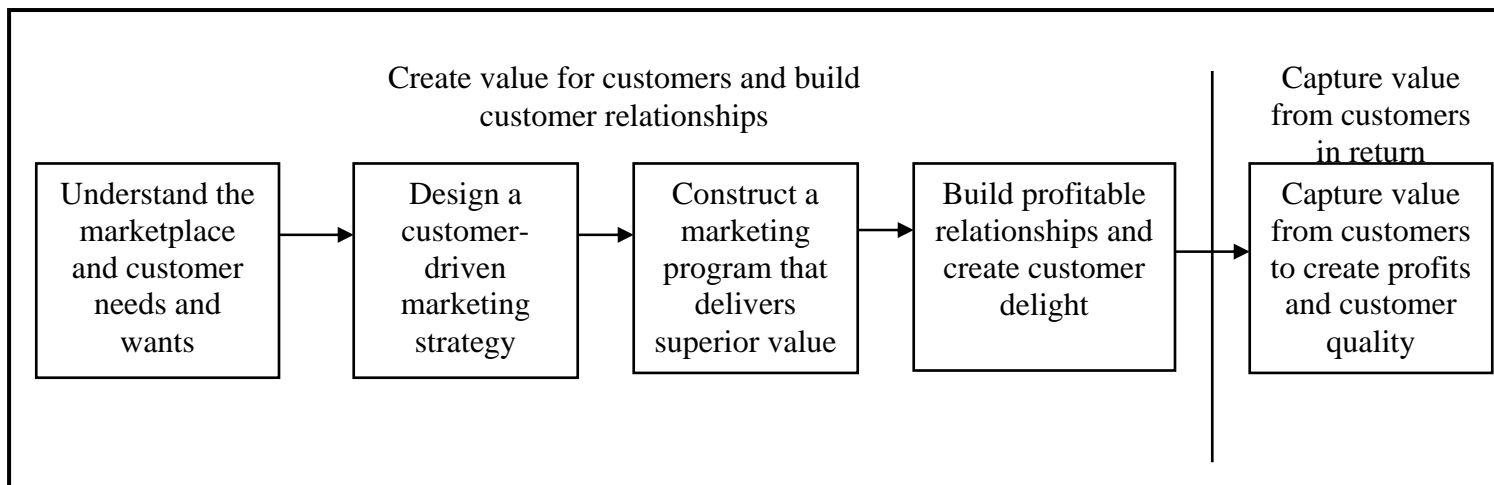 Create value for customers and build
customer relationships
Capture value
from customers
in return
Understand the
marketplace
and customer
needs and
wants
Design a
customer-
driven
marketing
strategy
Construct a
marketing
program that
delivers
superior value
Build profitable
relationships and
create customer
delight
Capture value
from customers
to create profits
and customer
quality